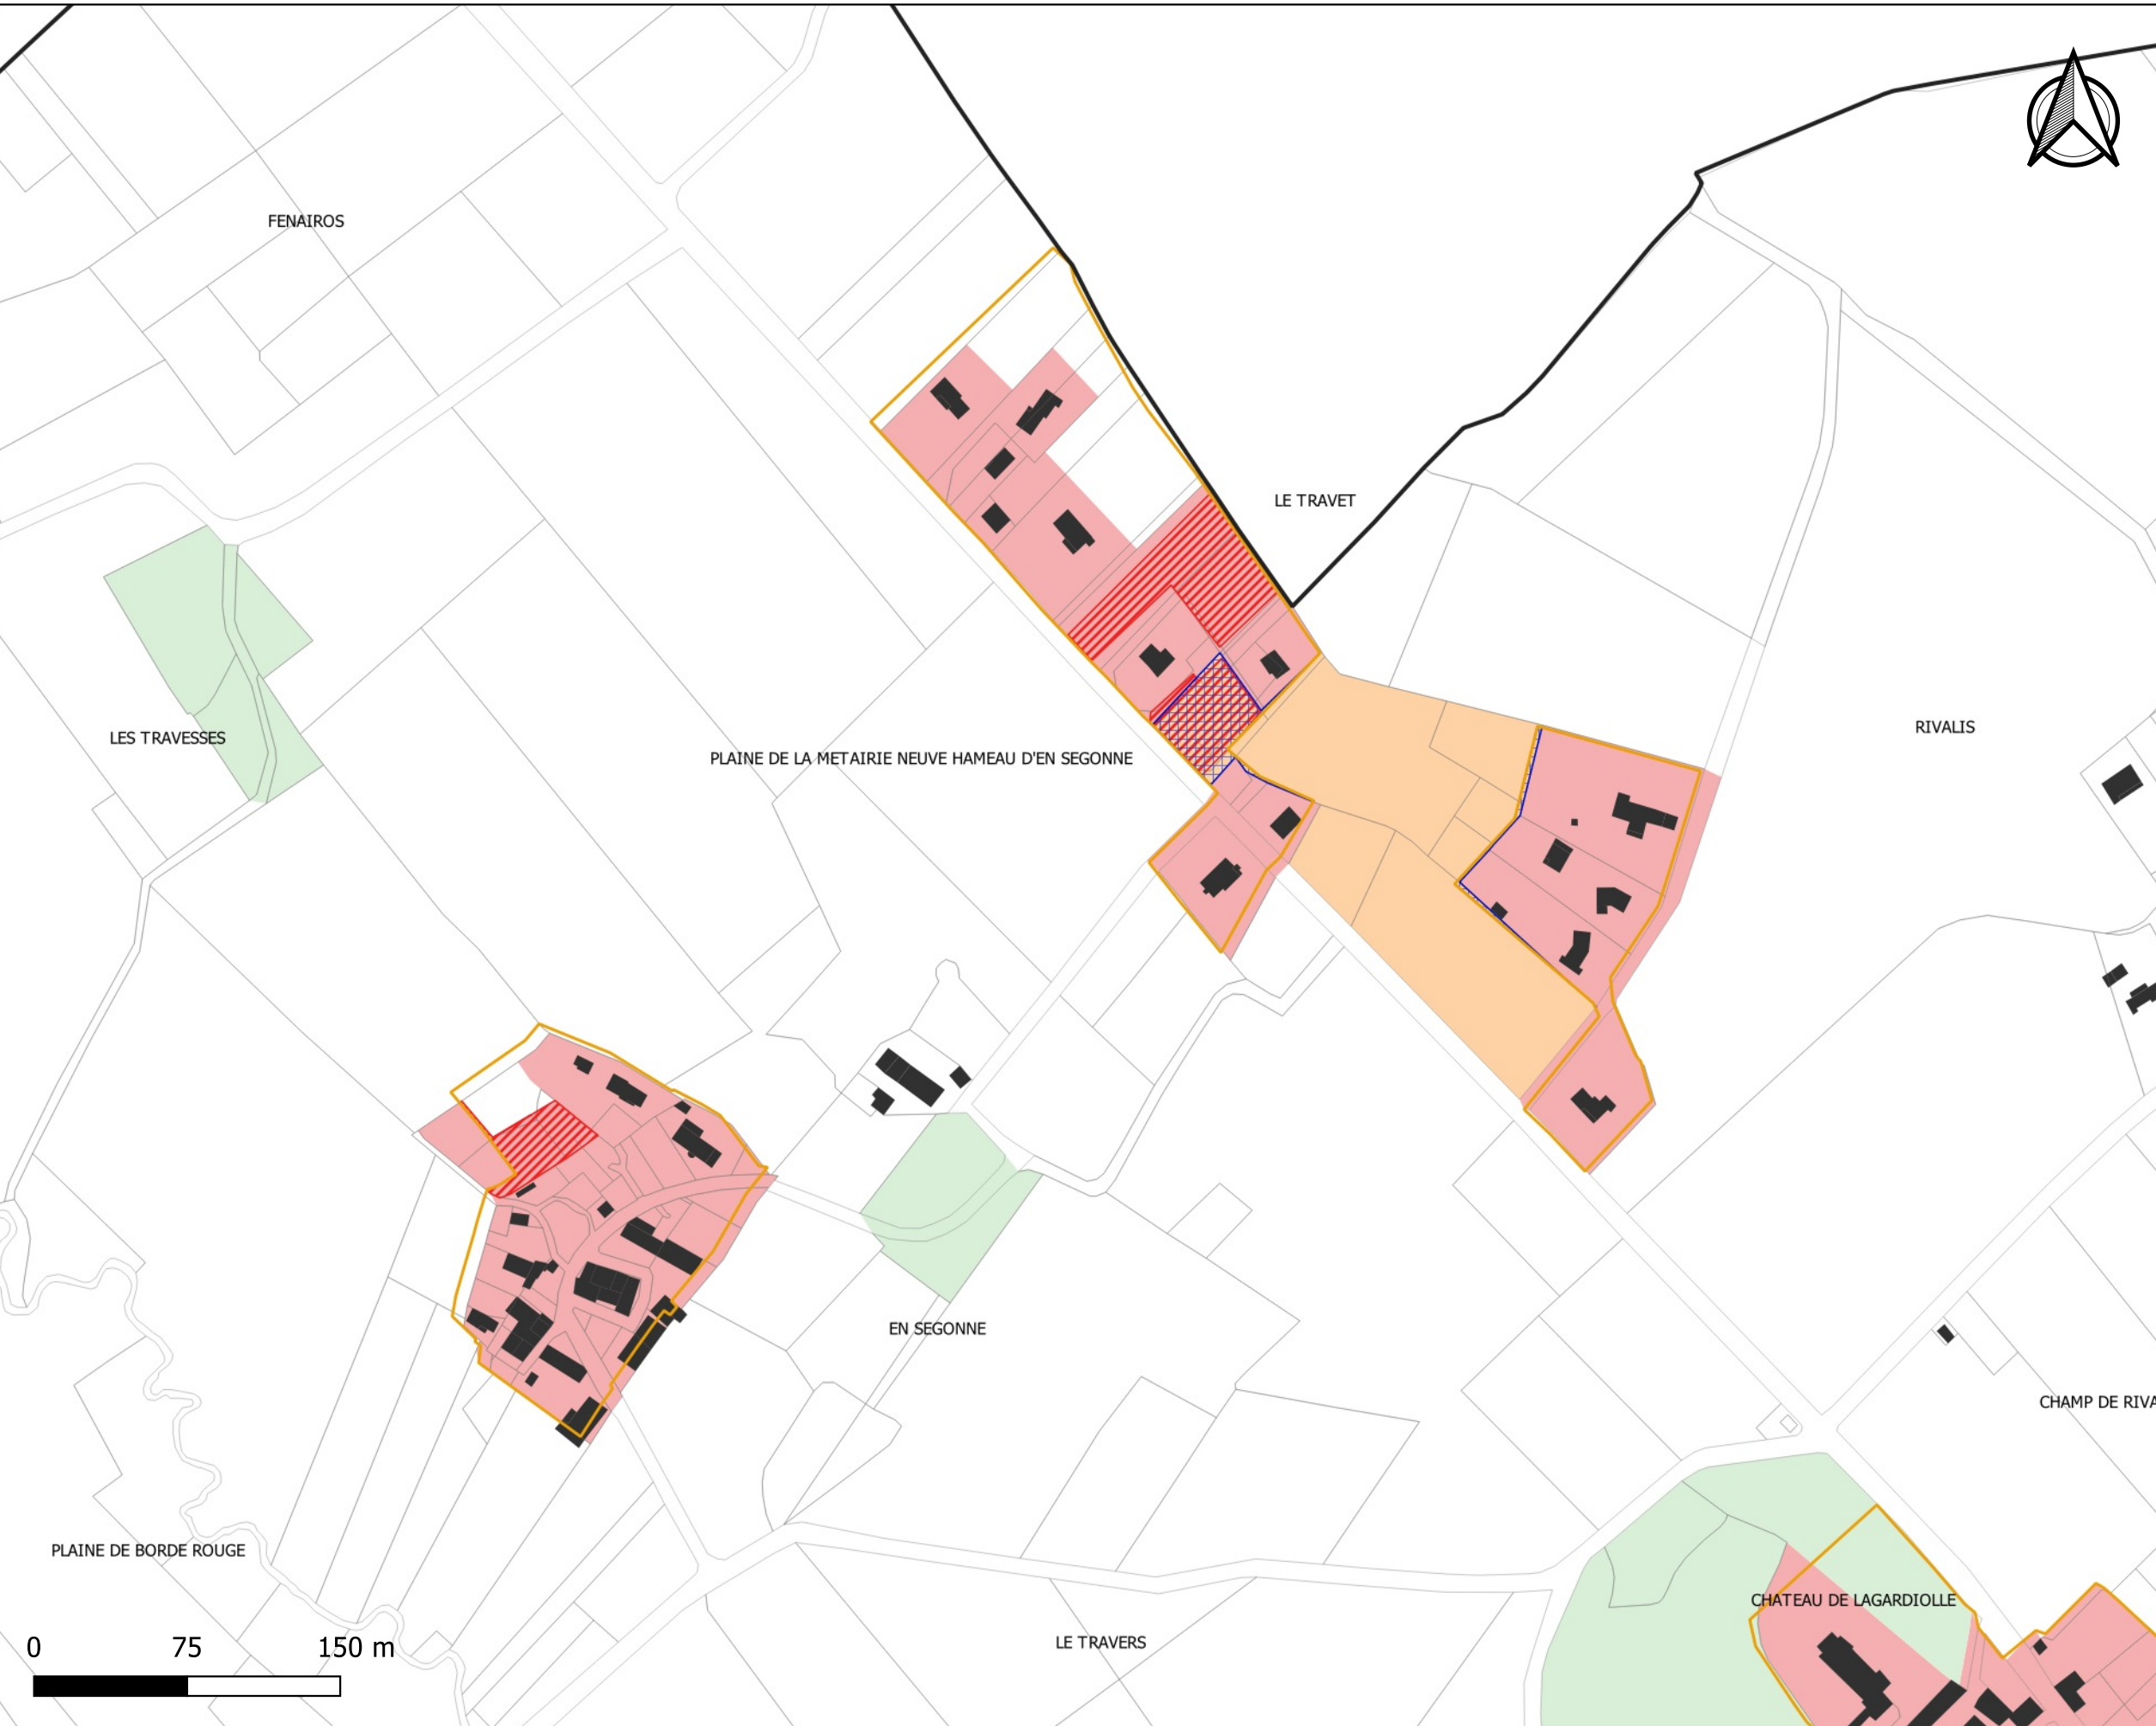 FENAIROS
LE TRAVET
LES TRAVESSES
RIVALIS
PLAINE DE LA METAIRIE NEUVE HAMEAU D'EN SEGONNE
EN SEGONNE
CHAMP DE RIVA
PLAINE DE BORDE ROUGE
CHATEAU DE LAGARDIOLLE
LE TRAVERS
0 75 150 m